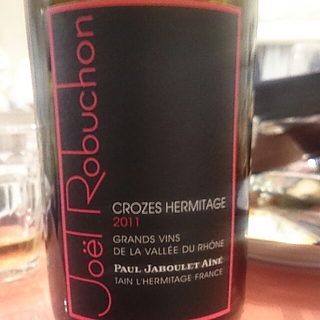 Joël Robuchon
CROZES HERMITAGE
2011
GRANDS VINS
DE LA VALLÉE DU RHÔNE
PAUL JABOULET AÎNÉ
TAIN L'HERMITAGE FRANCE